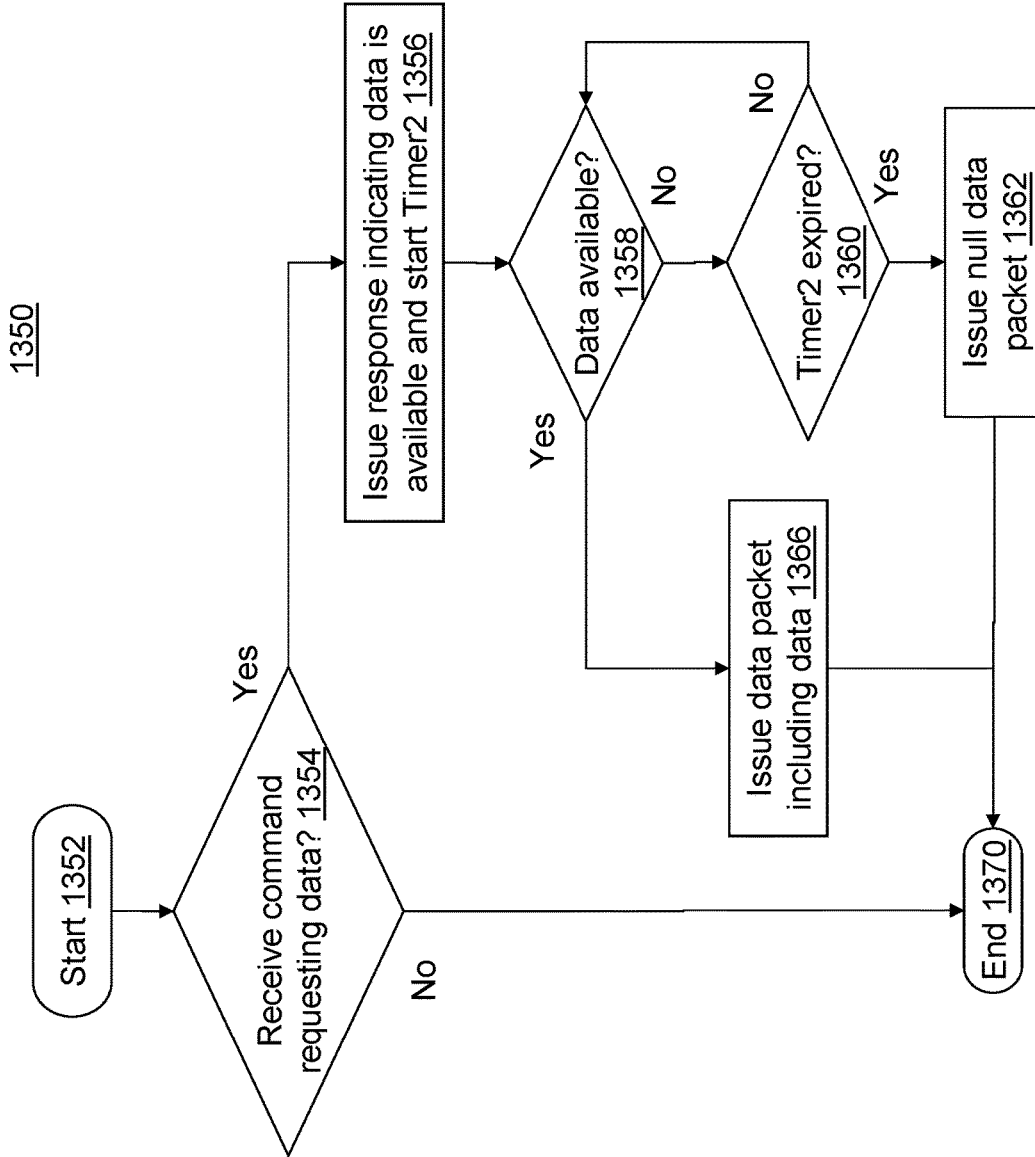 1350
Start 1352
Receive command
requesting data? 1354
Yes
No
Issue response indicating data is
available and start Timer2 1356
Data available?
1358
Yes
No
Timer2 expired?
1360
No
Yes
Issue data packet
including data 1366
Issue null data
packet 1362
End 1370